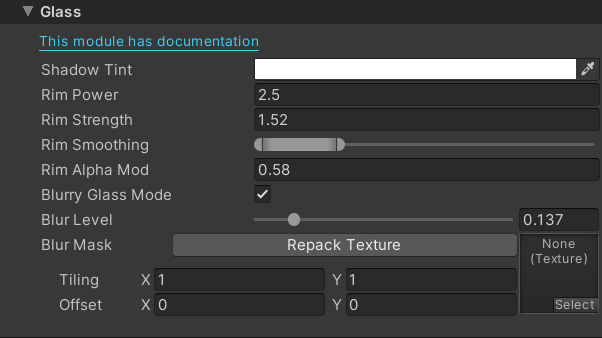 Glass
This module has documentation
Shadow Tint
Rim Power 2.5
Rim Strength 1.52
Rim Smoothing
Rim Alpha Mod 0.58
Blurry Glass Mode
Blur Level 0.137
Blur Mask Repack Texture None
(Texture)
Tiling X 1 Y 1
Offset X 0 Y 0 Select